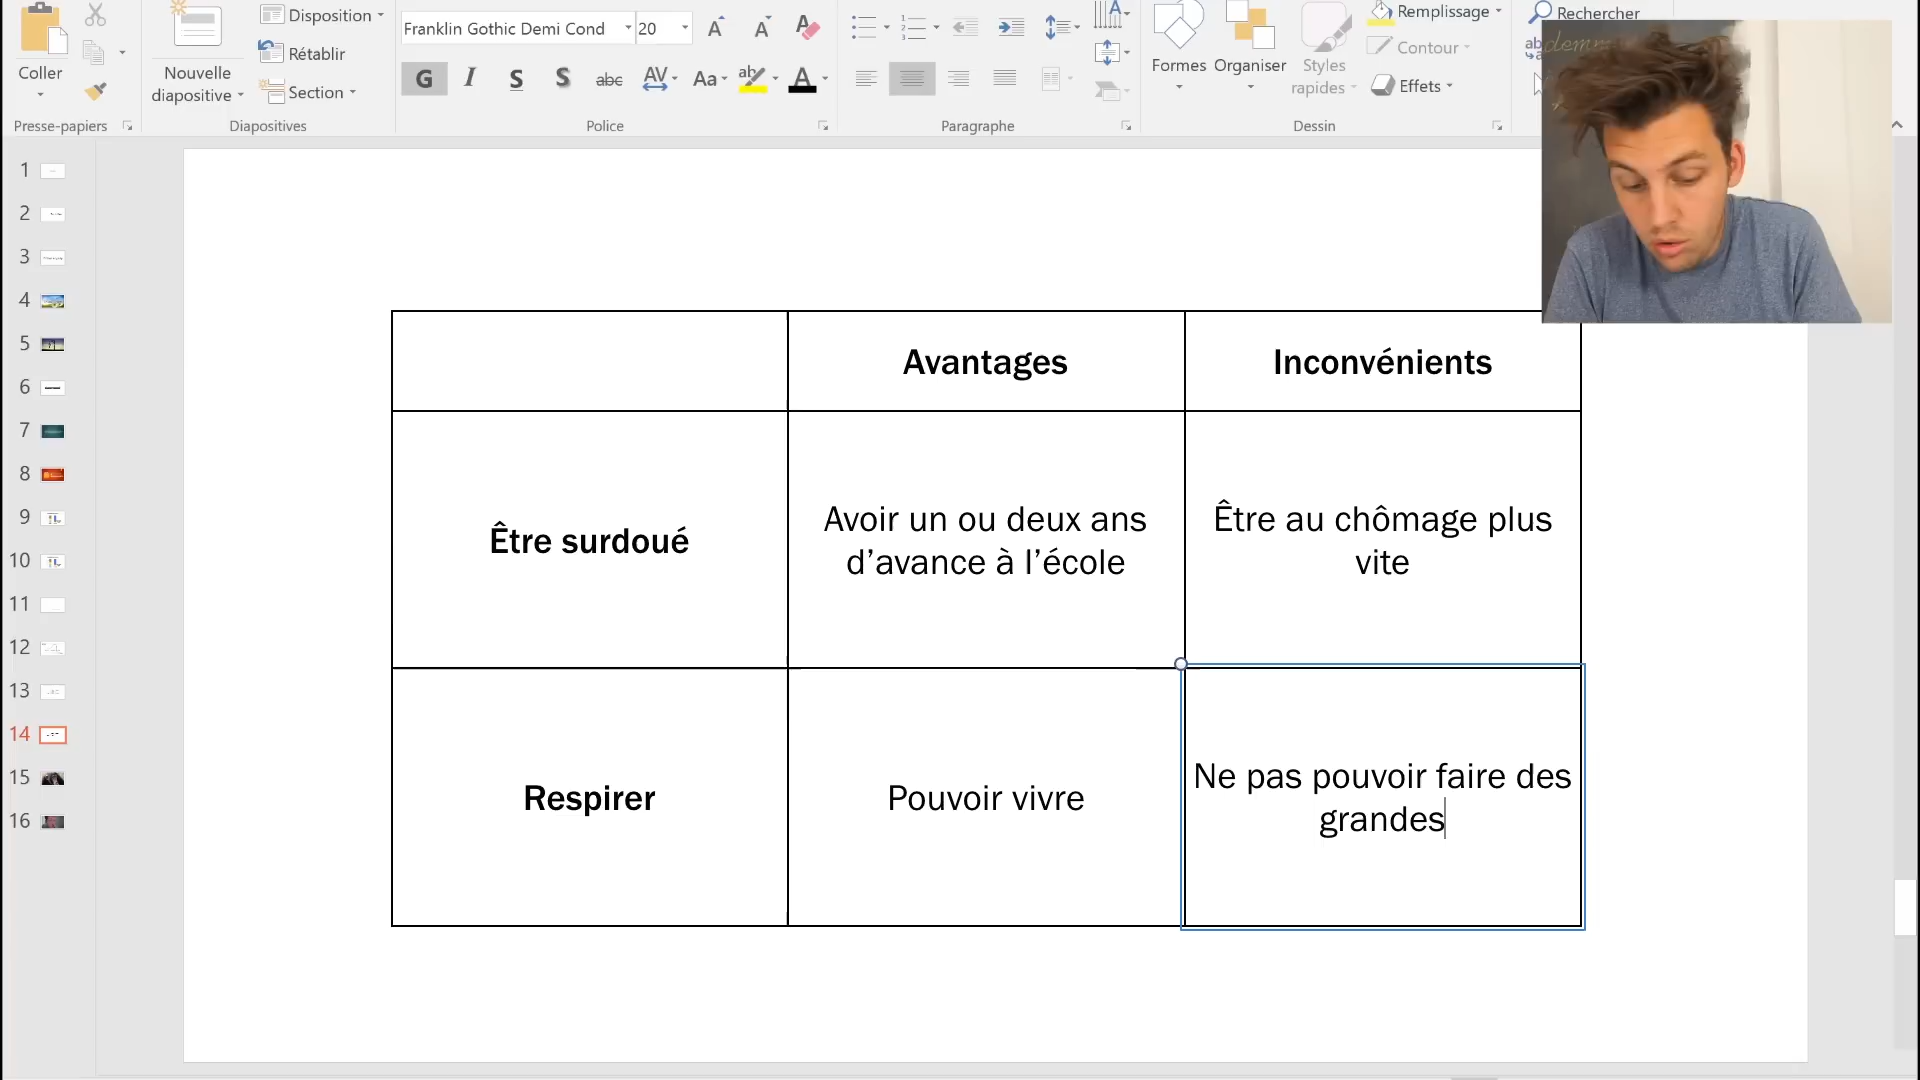 Disposition
Franklin Gothic Demi Cond
20
Remplissage
Rechercher
Rétablir
Contour
Coller
Nouvelle
diapositive
Section
G I S S abc AV Aa ab A
Formes
Organiser
Styles
rapides
Effets
Presse-papiers
Diapositives
Police
Paragraphe
Dessin
1
2
3
4
5
6
7
8
9
10
11
12
13
14
15
16
Avantages
Inconvénients
Être surdoué
Avoir un ou deux ans
d’avance à l’école
Être au chômage plus
vite
Respirer
Pouvoir vivre
Ne pas pouvoir faire des
grandes